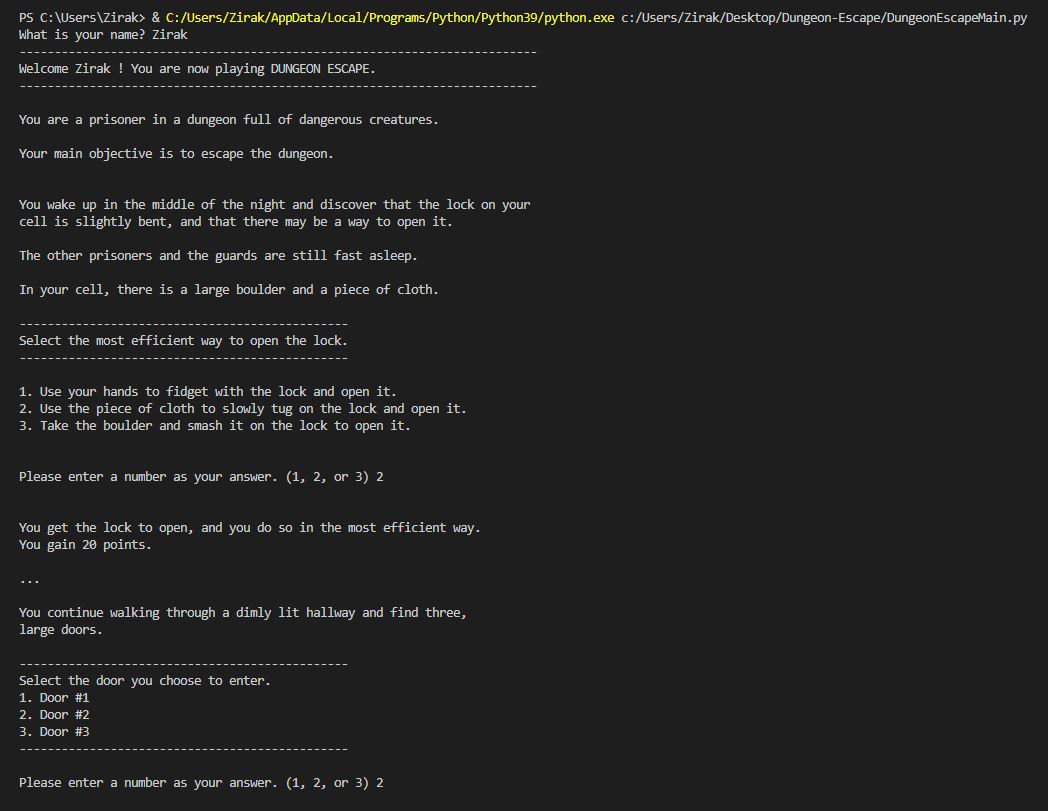 PS C:\Users\Zirak> & C:/Users/Zirak/AppData/Local/Programs/Python/Python39/python.exe c:/Users/Zirak/Desktop/Dungeon-Escape/DungeonEscapeMain.py
What is your name? Zirak
--------------------------------------------------------------------------
Welcome Zirak ! You are now playing DUNGEON ESCAPE.
--------------------------------------------------------------------------
You are a prisoner in a dungeon full of dangerous creatures.
Your main objective is to escape the dungeon.
You wake up in the middle of the night and discover that the lock on your
cell is slightly bent, and that there may be a way to open it.
The other prisoners and the guards are still fast asleep.
In your cell, there is a large boulder and a piece of cloth.
-----------------------------------------------
Select the most efficient way to open the lock.
-----------------------------------------------
1. Use your hands to fidget with the lock and open it.
2. Use the piece of cloth to slowly tug on the lock and open it.
3. Take the boulder and smash it on the lock to open it.
Please enter a number as your answer. (1, 2, or 3) 2
You get the lock to open, and you do so in the most efficient way.
You gain 20 points.
...
You continue walking through a dimly lit hallway and find three,
large doors.
-----------------------------------------------
Select the door you choose to enter.
1. Door #1
2. Door #2
3. Door #3
-----------------------------------------------
Please enter a number as your answer. (1, 2, or 3) 2